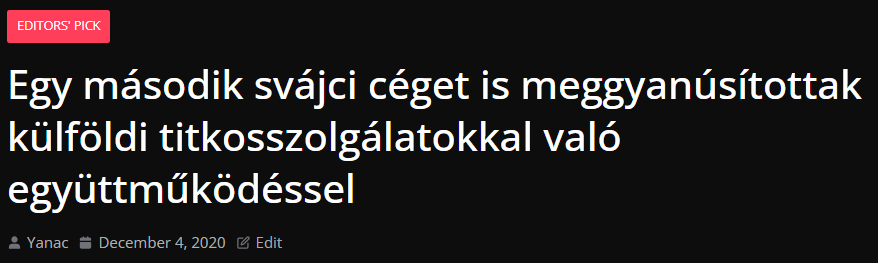 EDITORS' PICK
Egy második svájci céget is meggyanúsítottak
külföldi titkosszolgálatokkal való
együttműködéssel
Yanac December 4, 2020 Edit